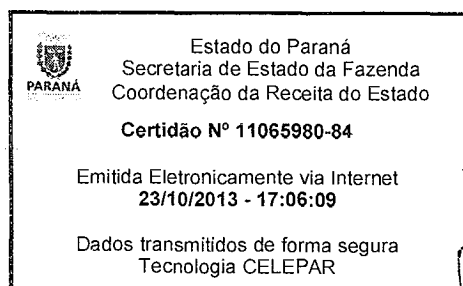 Estado do Paraná
Secretaria de Estado da Fazenda
PARANÁ
Coordenação da Receita do Estado
Certidão Nº 11065980-84
Emitida Eletronicamente via Internet
23/10/2013 - 17:06:09
Dados transmitidos de forma segura
Tecnologia CELEPAR